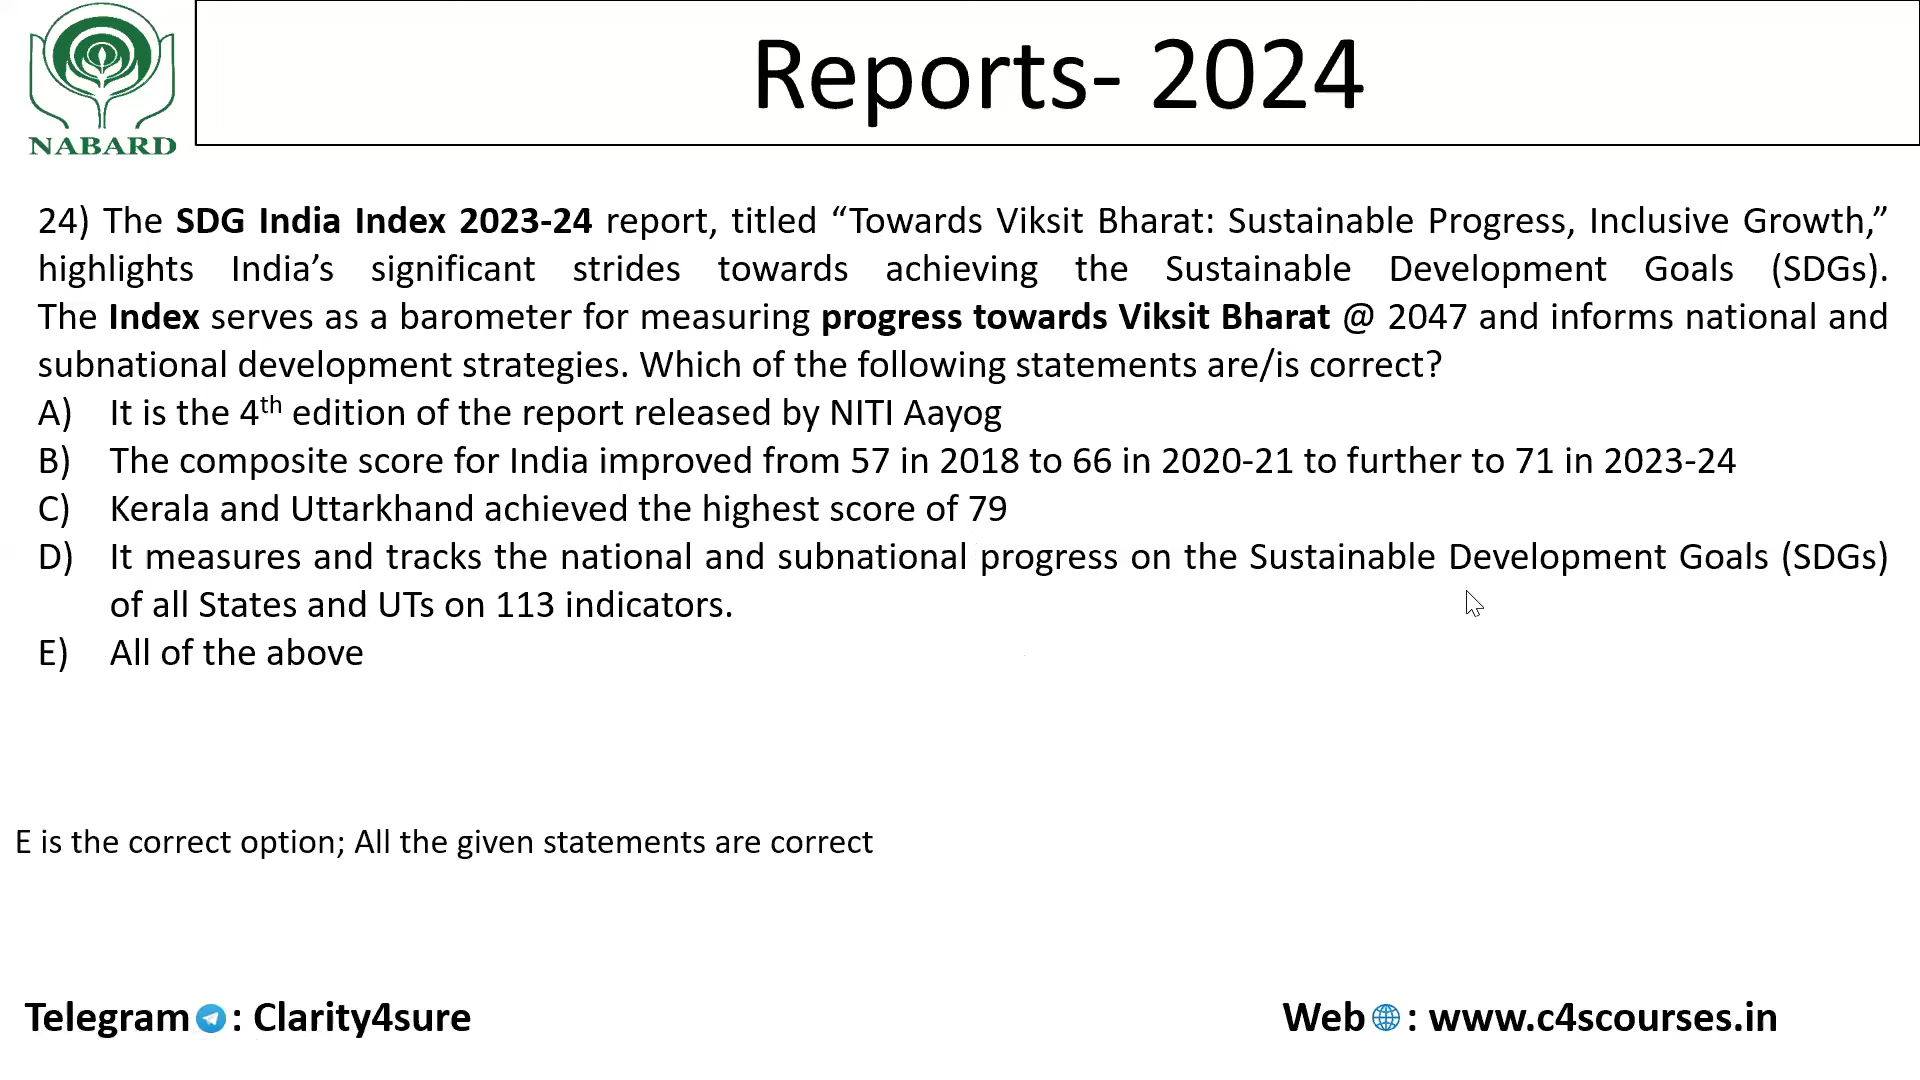 NABARD
Reports- 2024
24) The SDG India Index 2023-24 report, titled “Towards Viksit Bharat: Sustainable Progress, Inclusive Growth,”
highlights India’s significant strides towards achieving the Sustainable Development Goals (SDGs).
The Index serves as a barometer for measuring progress towards Viksit Bharat @ 2047 and informs national and
subnational development strategies. Which of the following statements are/is correct?
A) It is the 4th edition of the report released by NITI Aayog
B) The composite score for India improved from 57 in 2018 to 66 in 2020-21 to further to 71 in 2023-24
C) Kerala and Uttarkhand achieved the highest score of 79
D) It measures and tracks the national and subnational progress on the Sustainable Development Goals (SDGs)
of all States and UTs on 113 indicators.
E) All of the above
E is the correct option; All the given statements are correct
Telegram : Clarity4sure
Web : www.c4scourses.in